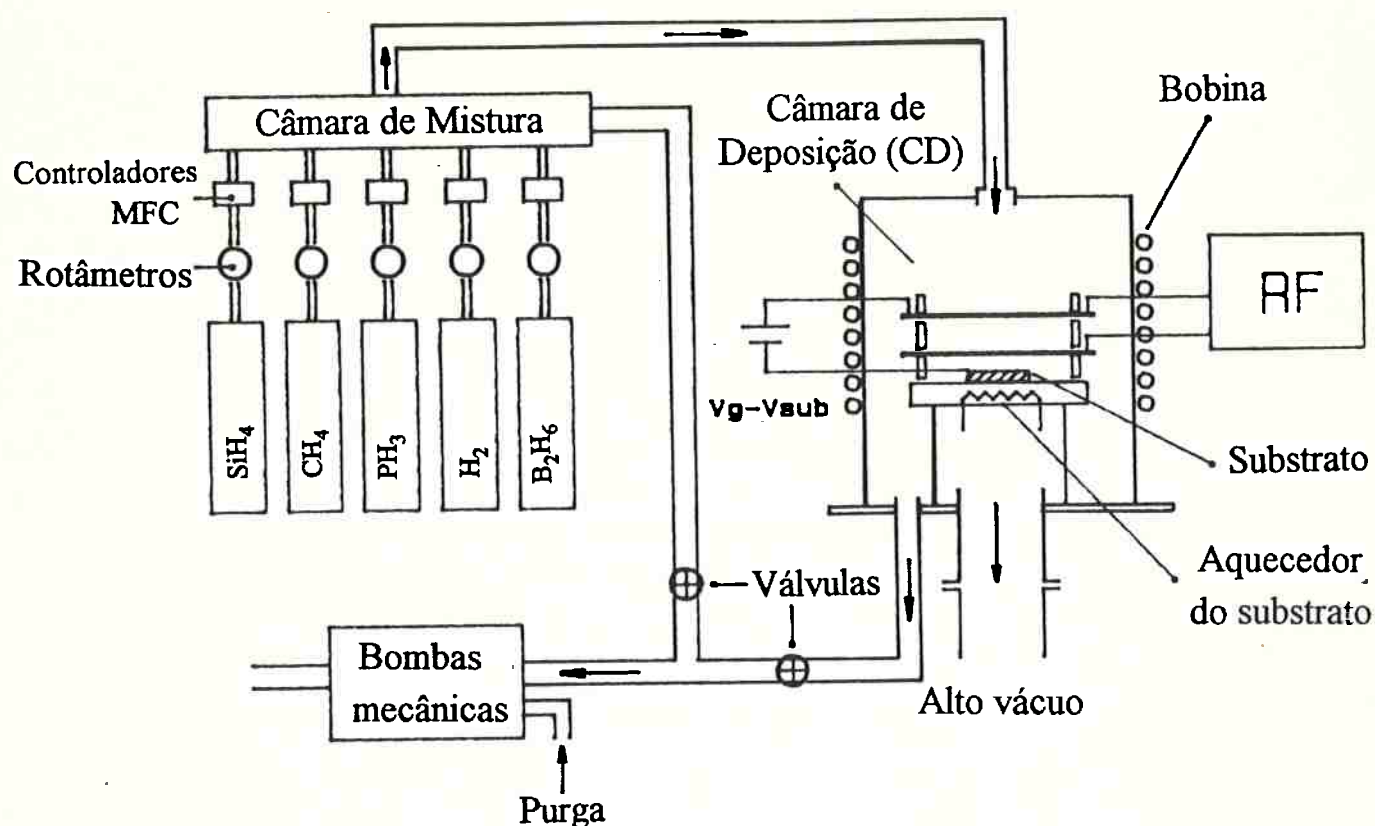 Câmara de Mistura
Controladores
MFC
Rotâmetros
SiH₄
CH₄
PH₃
H₂
B₂H₆
Câmara de
Deposição (CD)
Bobina
RF
Vg-Vsub
Substrato
Aquecedor
do substrato
Válvulas
Alto vácuo
Bombas
mecânicas
Purga